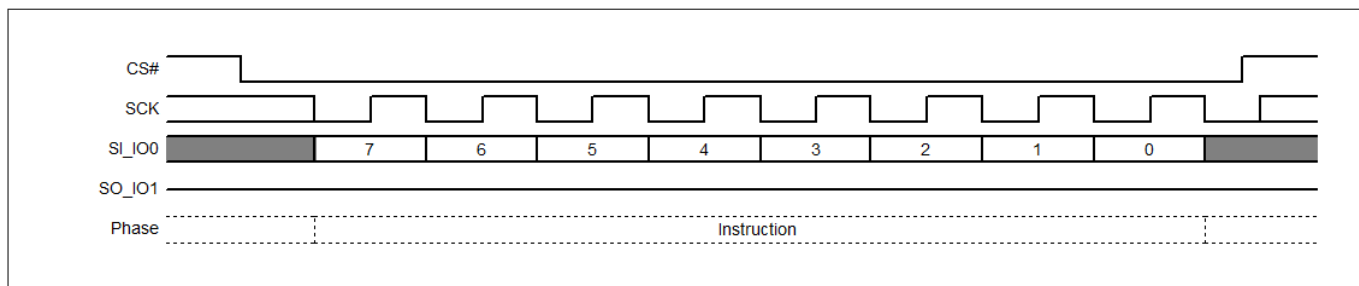 CS#
SCK
SI_IO0 7 6 5 4 3 2 1 0
SO_IO1
Phase Instruction